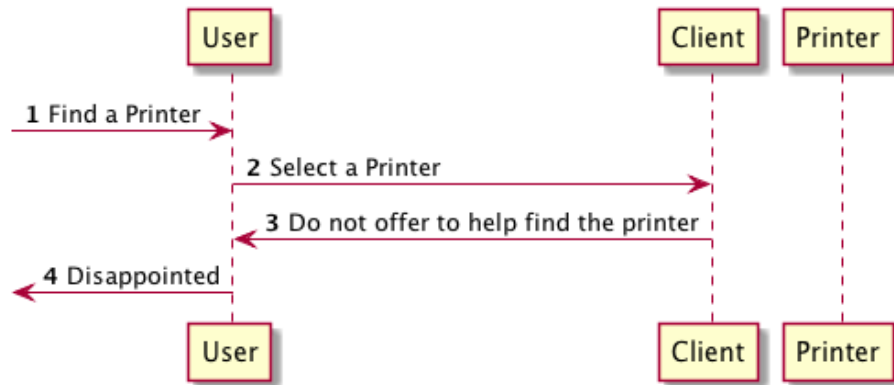 User Client Printer
1 Find a Printer
2 Select a Printer
3 Do not offer to help find the printer
4 Disappointed
User Client Printer